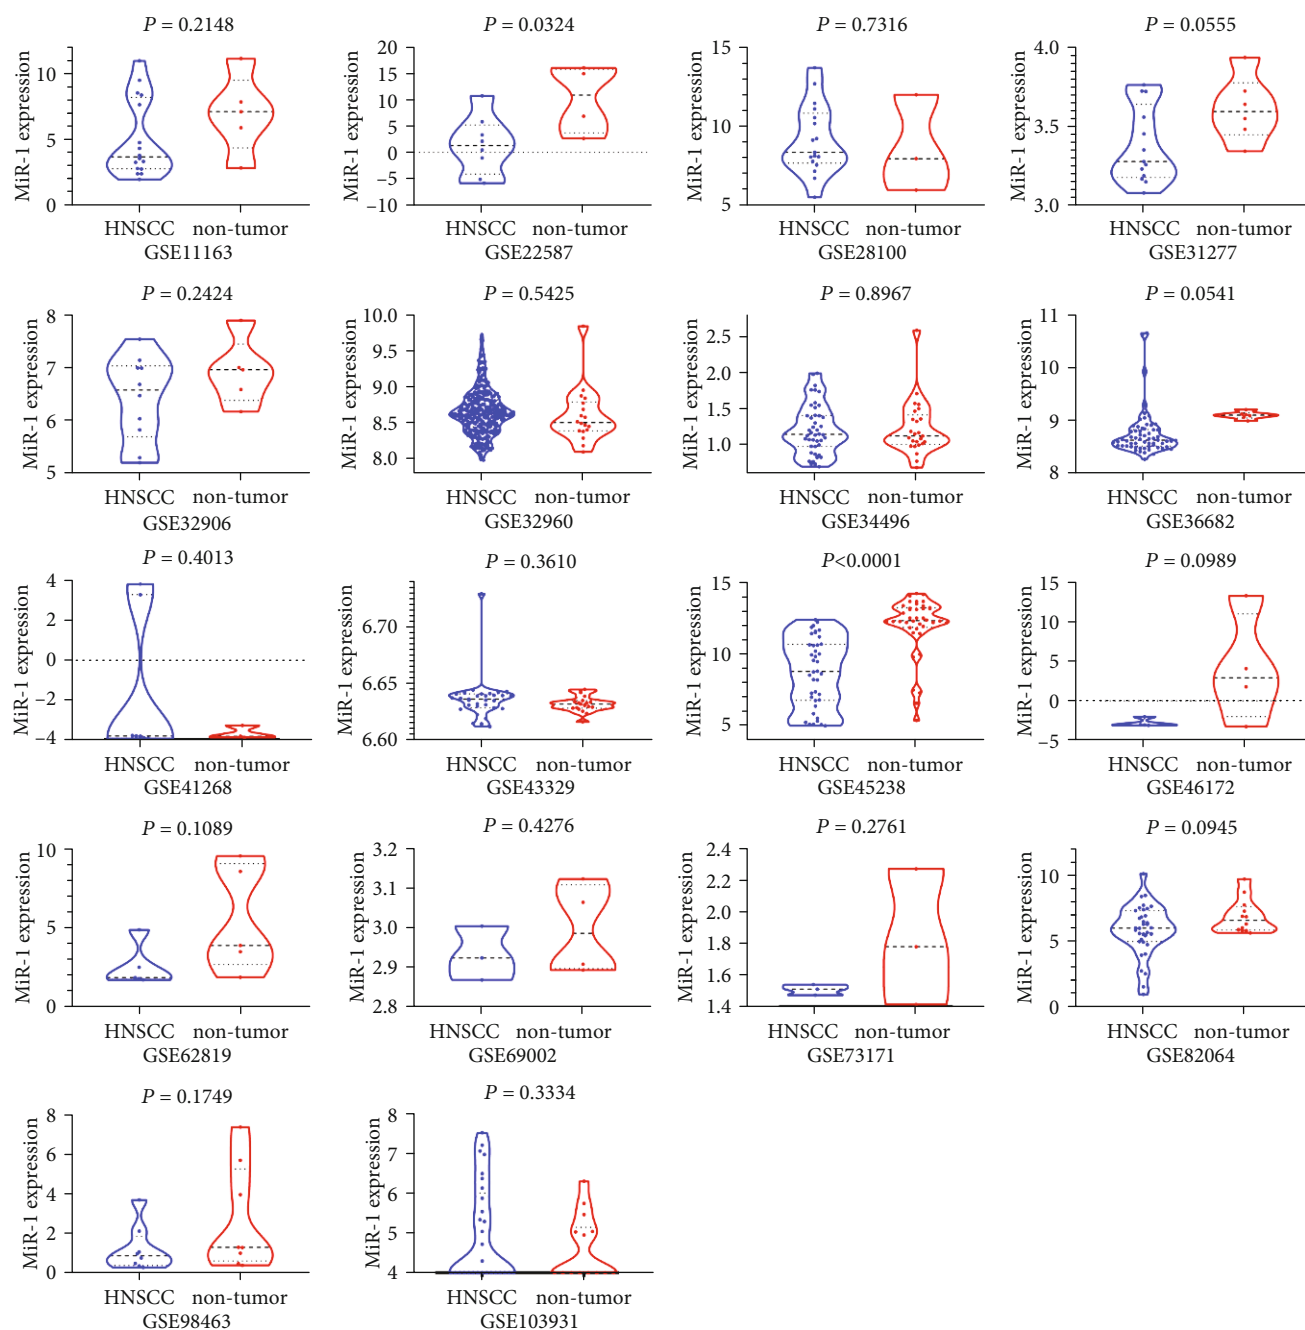 P = 0.2148
MiR-1 expression
10
5
0
HNSCC non-tumor
GSE11163
P = 0.0324
MiR-1 expression
20
15
10
5
0
−5
−10
HNSCC non-tumor
GSE22587
P = 0.7316
MiR-1 expression
15
10
5
HNSCC non-tumor
GSE28100
P = 0.0555
MiR-1 expression
4.0
3.5
3.0
HNSCC non-tumor
GSE31277
P = 0.2424
MiR-1 expression
8
7
6
5
HNSCC non-tumor
GSE32906
P = 0.5425
MiR-1 expression
10.0
9.5
9.0
8.5
8.0
HNSCC non-tumor
GSE32960
P = 0.8967
MiR-1 expression
2.5
2.0
1.5
1.0
HNSCC non-tumor
GSE34496
P = 0.0541
MiR-1 expression
11
10
9
8
HNSCC non-tumor
GSE36682
P = 0.4013
MiR-1 expression
4
2
0
−2
−4
HNSCC non-tumor
GSE41268
P = 0.3610
MiR-1 expression
6.70
6.65
6.60
HNSCC non-tumor
GSE43329
P<0.0001
MiR-1 expression
15
10
5
HNSCC non-tumor
GSE45238
P = 0.0989
MiR-1 expression
15
10
5
0
−5
HNSCC non-tumor
GSE46172
P = 0.1089
MiR-1 expression
10
5
0
HNSCC non-tumor
GSE62819
P = 0.4276
MiR-1 expression
3.2
3.1
3.0
2.9
2.8
HNSCC non-tumor
GSE69002
P = 0.2761
MiR-1 expression
2.4
2.2
2.0
1.8
1.6
1.4
HNSCC non-tumor
GSE73171
P = 0.0945
MiR-1 expression
10
5
0
HNSCC non-tumor
GSE82064
P = 0.1749
MiR-1 expression
8
6
4
2
0
HNSCC non-tumor
GSE98463
P = 0.3334
MiR-1 expression
8
7
6
5
4
HNSCC non-tumor
GSE103931